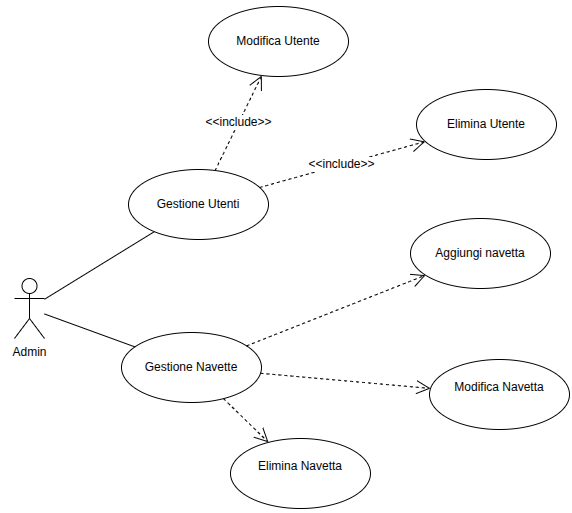 Modifica Utente
<<include>>
Elimina Utente
<<include>>
Gestione Utenti
Aggiungi navetta
Admin
Gestione Navette
Modifica Navetta
Elimina Navetta